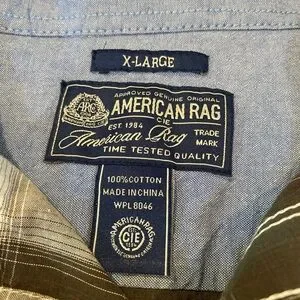 X-LARGE
APPROVED GENUINE ORIGINAL
ARC
AMERICAN RAG
CIE
EST 1984
TRADE MARK
American Rag
TIME TESTED QUALITY
100% COTTON
MADE IN CHINA
WPL 8046
AMERICAN RAG
CIE